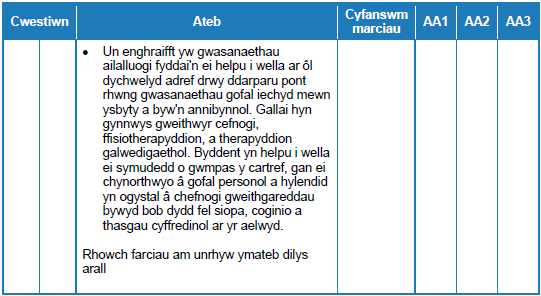 Cwestiwn Ateb Cyfanswm marciau AA1 AA2 AA3
• Un enghraifft yw gwasanaethau
ailalluogi fyddai'n ei helpu i wella ar ôl
dychwelyd adref drwy ddarparu pont
rhwng gwasanaethau gofal iechyd mewn
ysbyty a byw'n annibynnol. Gallai hyn
gynnwys gweithwyr cefnogi,
ffisiotherapyddion, a therapyddion
galwedigaethol. Byddent yn helpu i wella
ei symudedd o gwmpas y cartref, gan ei
chynorthwyo â gofal personol a hylendid
yn ogystal â chefnogi gweithgareddau
bywyd bob dydd fel siopa, coginio a
thasgau cyffredinol ar yr aelwyd.
Rhowch farciau am unrhyw ymateb dilys
arall